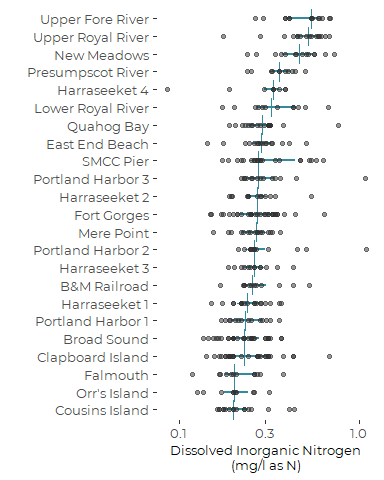 Upper Fore River
Upper Royal River
New Meadows
Presumpscot River
Harraseeket 4
Lower Royal River
Quahog Bay
East End Beach
SMCC Pier
Portland Harbor 3
Harraseeket 2
Fort Gorges
Mere Point
Portland Harbor 2
Harraseeket 3
B&M Railroad
Harraseeket 1
Portland Harbor 1
Broad Sound
Clapboard Island
Falmouth
Orr's Island
Cousins Island
0.1 0.3 1.0
Dissolved Inorganic Nitrogen
(mg/l as N)